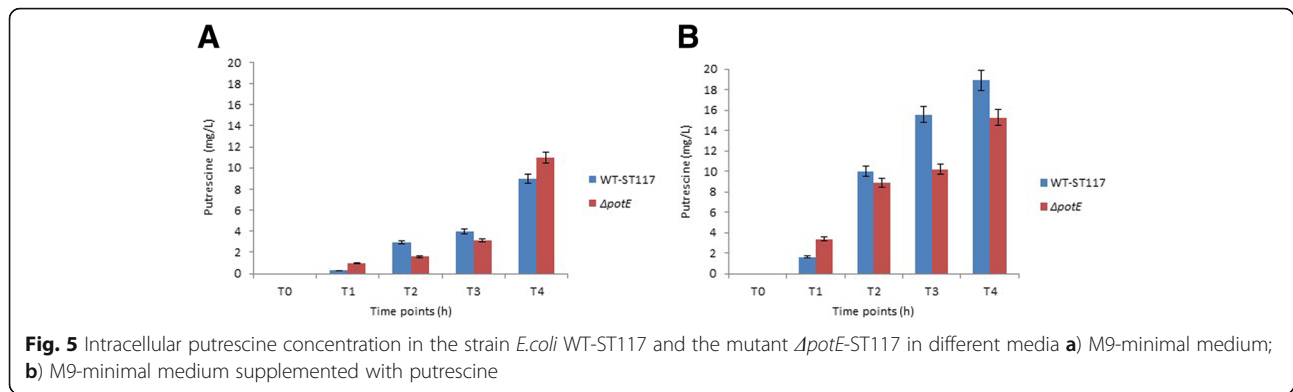 A
20
18
16
14
12
10
8
6
4
2
0
Putrescine (mg/L)
T0 T1 T2 T3 T4
Time points (h)
WT-ST117
ΔpotE
B
20
18
16
14
12
10
8
6
4
2
0
Putrescine (mg/L)
T0 T1 T2 T3 T4
Time points (h)
WT-ST117
ΔpotE
Fig. 5 Intracellular putrescine concentration in the strain E.coli WT-ST117 and the mutant ΔpotE-ST117 in different media a) M9-minimal medium;
b) M9-minimal medium supplemented with putrescine